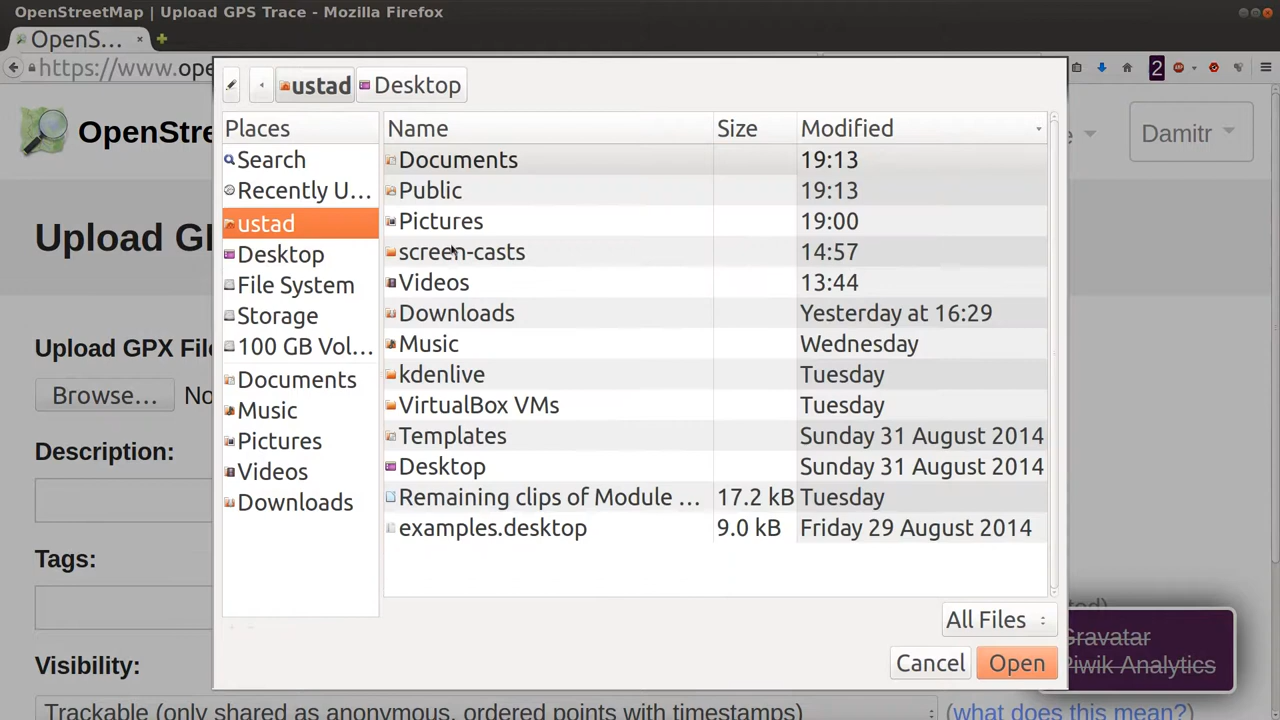 OpenStreetMap | Upload GPS Trace - Mozilla Firefox
OpenS...
https://www.ope
2
ustad Desktop
OpenStreet
Damitr
Places Name Size Modified
Search Documents 19:13
Recently U... Public 19:13
ustad Pictures 19:00
Desktop screen-casts 14:57
File System Videos 13:44
Storage Downloads Yesterday at 16:29
100 GB Vol... Music Wednesday
Documents kdenlive Tuesday
Music VirtualBox VMs Tuesday
Pictures Templates Sunday 31 August 2014
Videos Desktop Sunday 31 August 2014
Downloads Remaining clips of Module ... 17.2 kB Tuesday
examples.desktop 9.0 kB Friday 29 August 2014
Upload GP
Upload GPX Fil
Browse... No
Description:
Tags:
All Files
Cancel Open
Gravatar
Piwik Analytics
Visibility:
Trackable (only shared as anonymous, ordered points with timestamps) (what does this mean?)